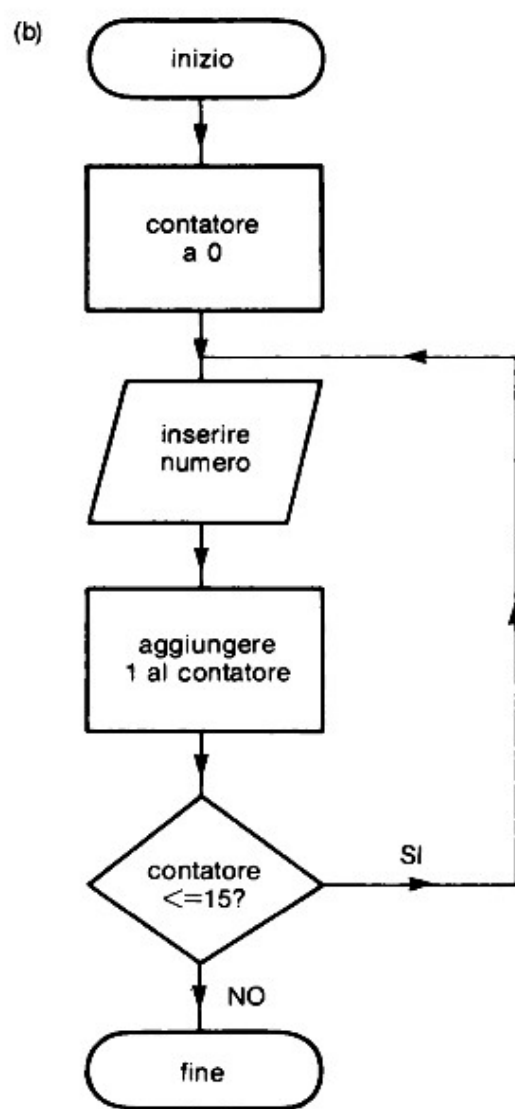 (b)
inizio
contatore
a 0
inserire
numero
aggiungere
1 al contatore
contatore
<=15?
SI
NO
fine